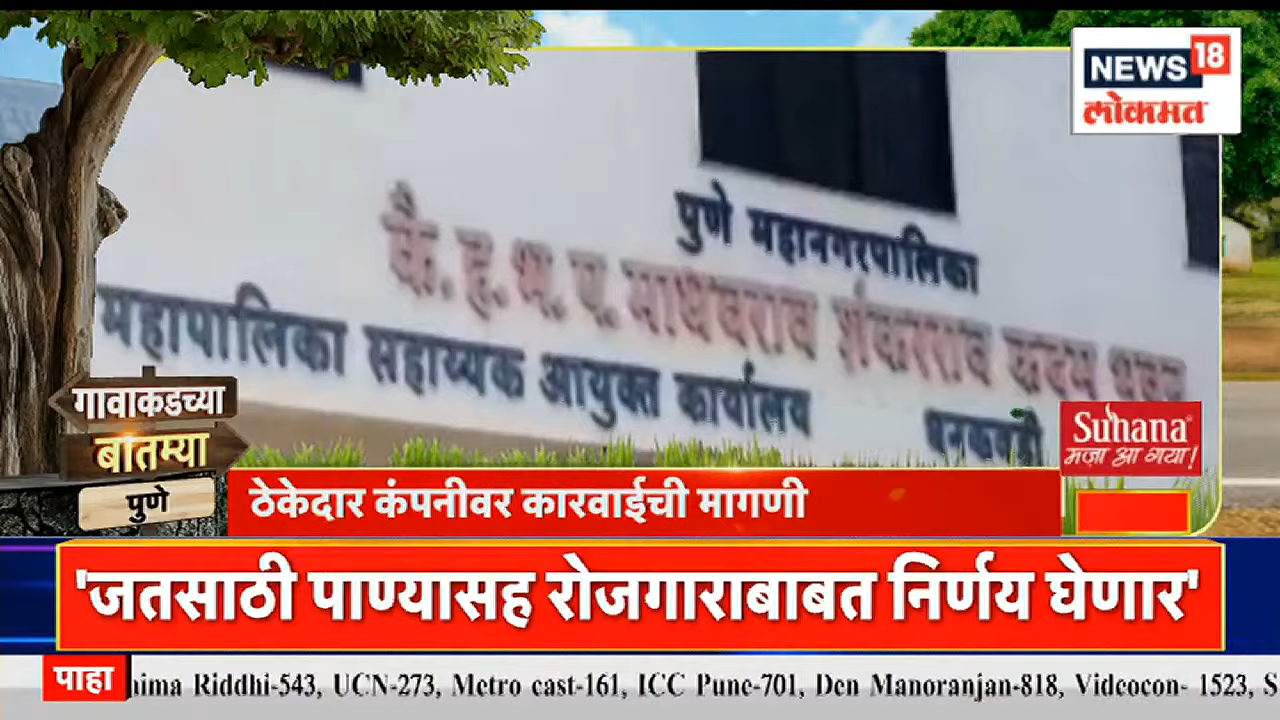 NEWS 18
लोकमत
पुणे महानगरपालिका
कै. ह. भ. प. माधवराव शंकरराव कदम भवन
महापालिका सहाय्यक आयुक्त कार्यालय
धनकवडी
गावाकडच्या
बातम्या
पुणे
Suhana
मज़ा आ गया!
ठेकेदार कंपनीवर कारवाईची मागणी
'जतसाठी पाण्यासह रोजगाराबाबत निर्णय घेणार'
पाहा
Riddhi-543, UCN-273, Metro cast-161, ICC Pune-701, Den Manoranjan-818, Videocon- 1523,